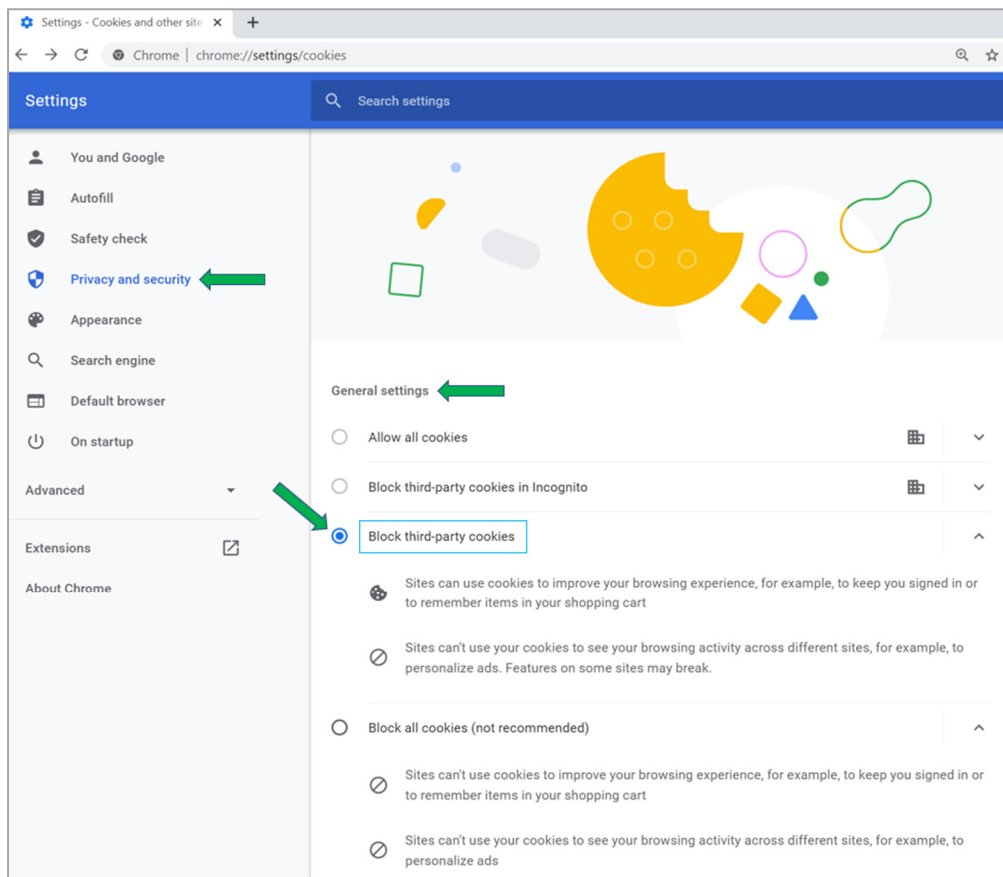 Settings - Cookies and other site
Chrome | chrome://settings/cookies
Settings
Search settings
You and Google
Autofill
Safety check
Privacy and security
Appearance
Search engine
Default browser
On startup
Advanced
Extensions
About Chrome
General settings
Allow all cookies
Block third-party cookies in Incognito
Block third-party cookies
Sites can use cookies to improve your browsing experience, for example, to keep you signed in or
to remember items in your shopping cart
Sites can't use your cookies to see your browsing activity across different sites, for example, to
personalize ads. Features on some sites may break.
Block all cookies (not recommended)
Sites can't use cookies to improve your browsing experience, for example, to keep you signed in or
to remember items in your shopping cart
Sites can't use your cookies to see your browsing activity across different sites, for example, to
personalize ads